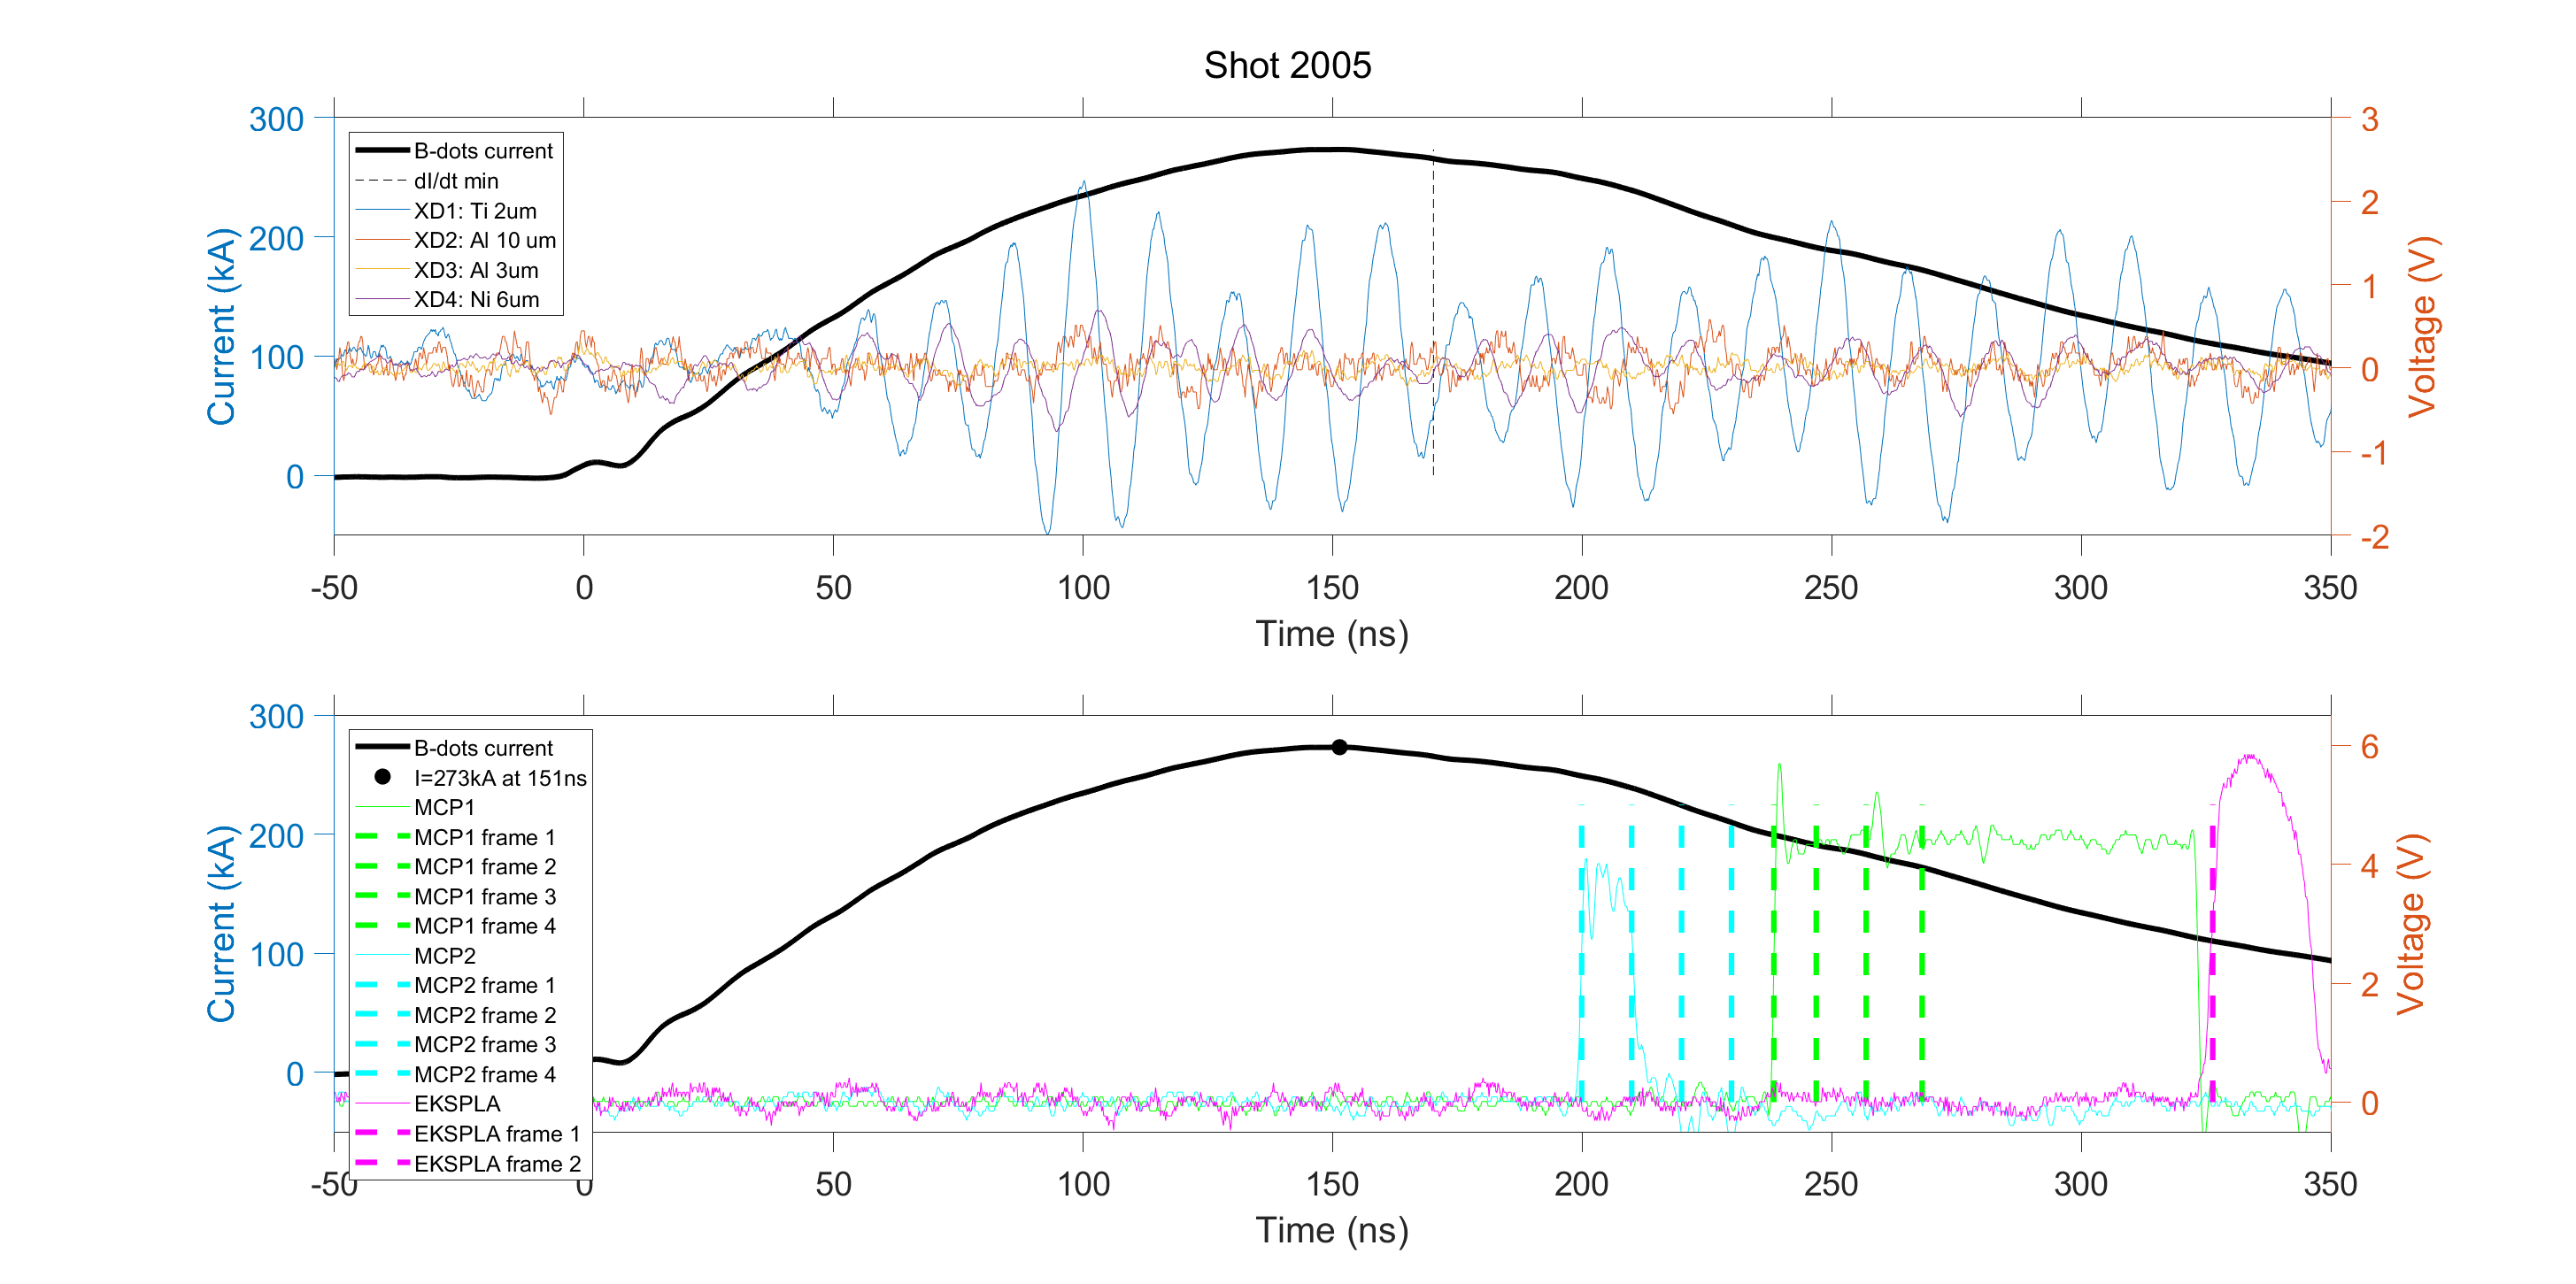 Shot 2005
300
200
100
0
Current (kA)
B-dots current
dI/dt min
XD1: Ti 2um
XD2: Al 10 um
XD3: Al 3um
XD4: Ni 6um
3
2
1
0
-1
-2
Voltage (V)
-50 0 50 100 150 200 250 300 350
Time (ns)
300
200
100
0
Current (kA)
B-dots current
I=273kA at 151ns
MCP1
MCP1 frame 1
MCP1 frame 2
MCP1 frame 3
MCP1 frame 4
MCP2
MCP2 frame 1
MCP2 frame 2
MCP2 frame 3
MCP2 frame 4
EKSPLA
EKSPLA frame 1
EKSPLA frame 2
6
4
2
0
Voltage (V)
-50 0 50 100 150 200 250 300 350
Time (ns)